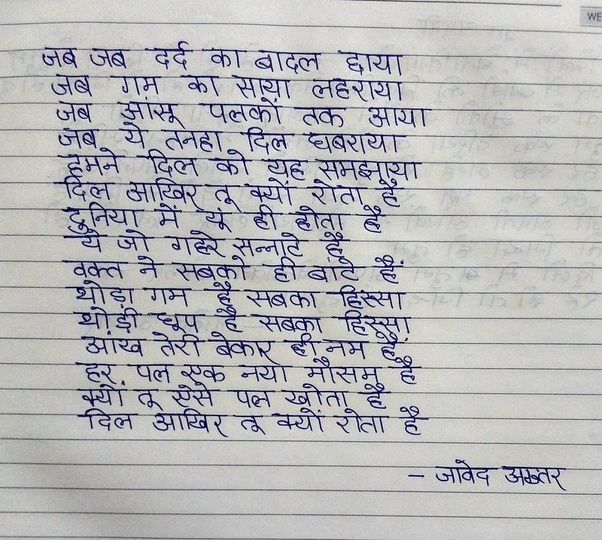 WE
जब जब दर्द का बादल छाया
जब गम का साया लहराया
जब आंसू पलकों तक आया
जब ये तनहा दिल घबराया
हमने दिल को यह समझाया
दिल आखिर तू क्यों रोता है
दुनिया में यूं ही होता है
ये जो गहरे सन्नाटे हैं
वक्त ने सबको ही बांटे हैं
थोड़ा गम है सबका हिस्सा
थोड़ी धूप है सबका हिस्सा
आंख तेरी बेकार ही नम है
हर पल एक नया मौसम है
क्यों तू ऐसे पल खोता है
दिल आखिर तू क्यों रोता है
- जावेद अख्तर